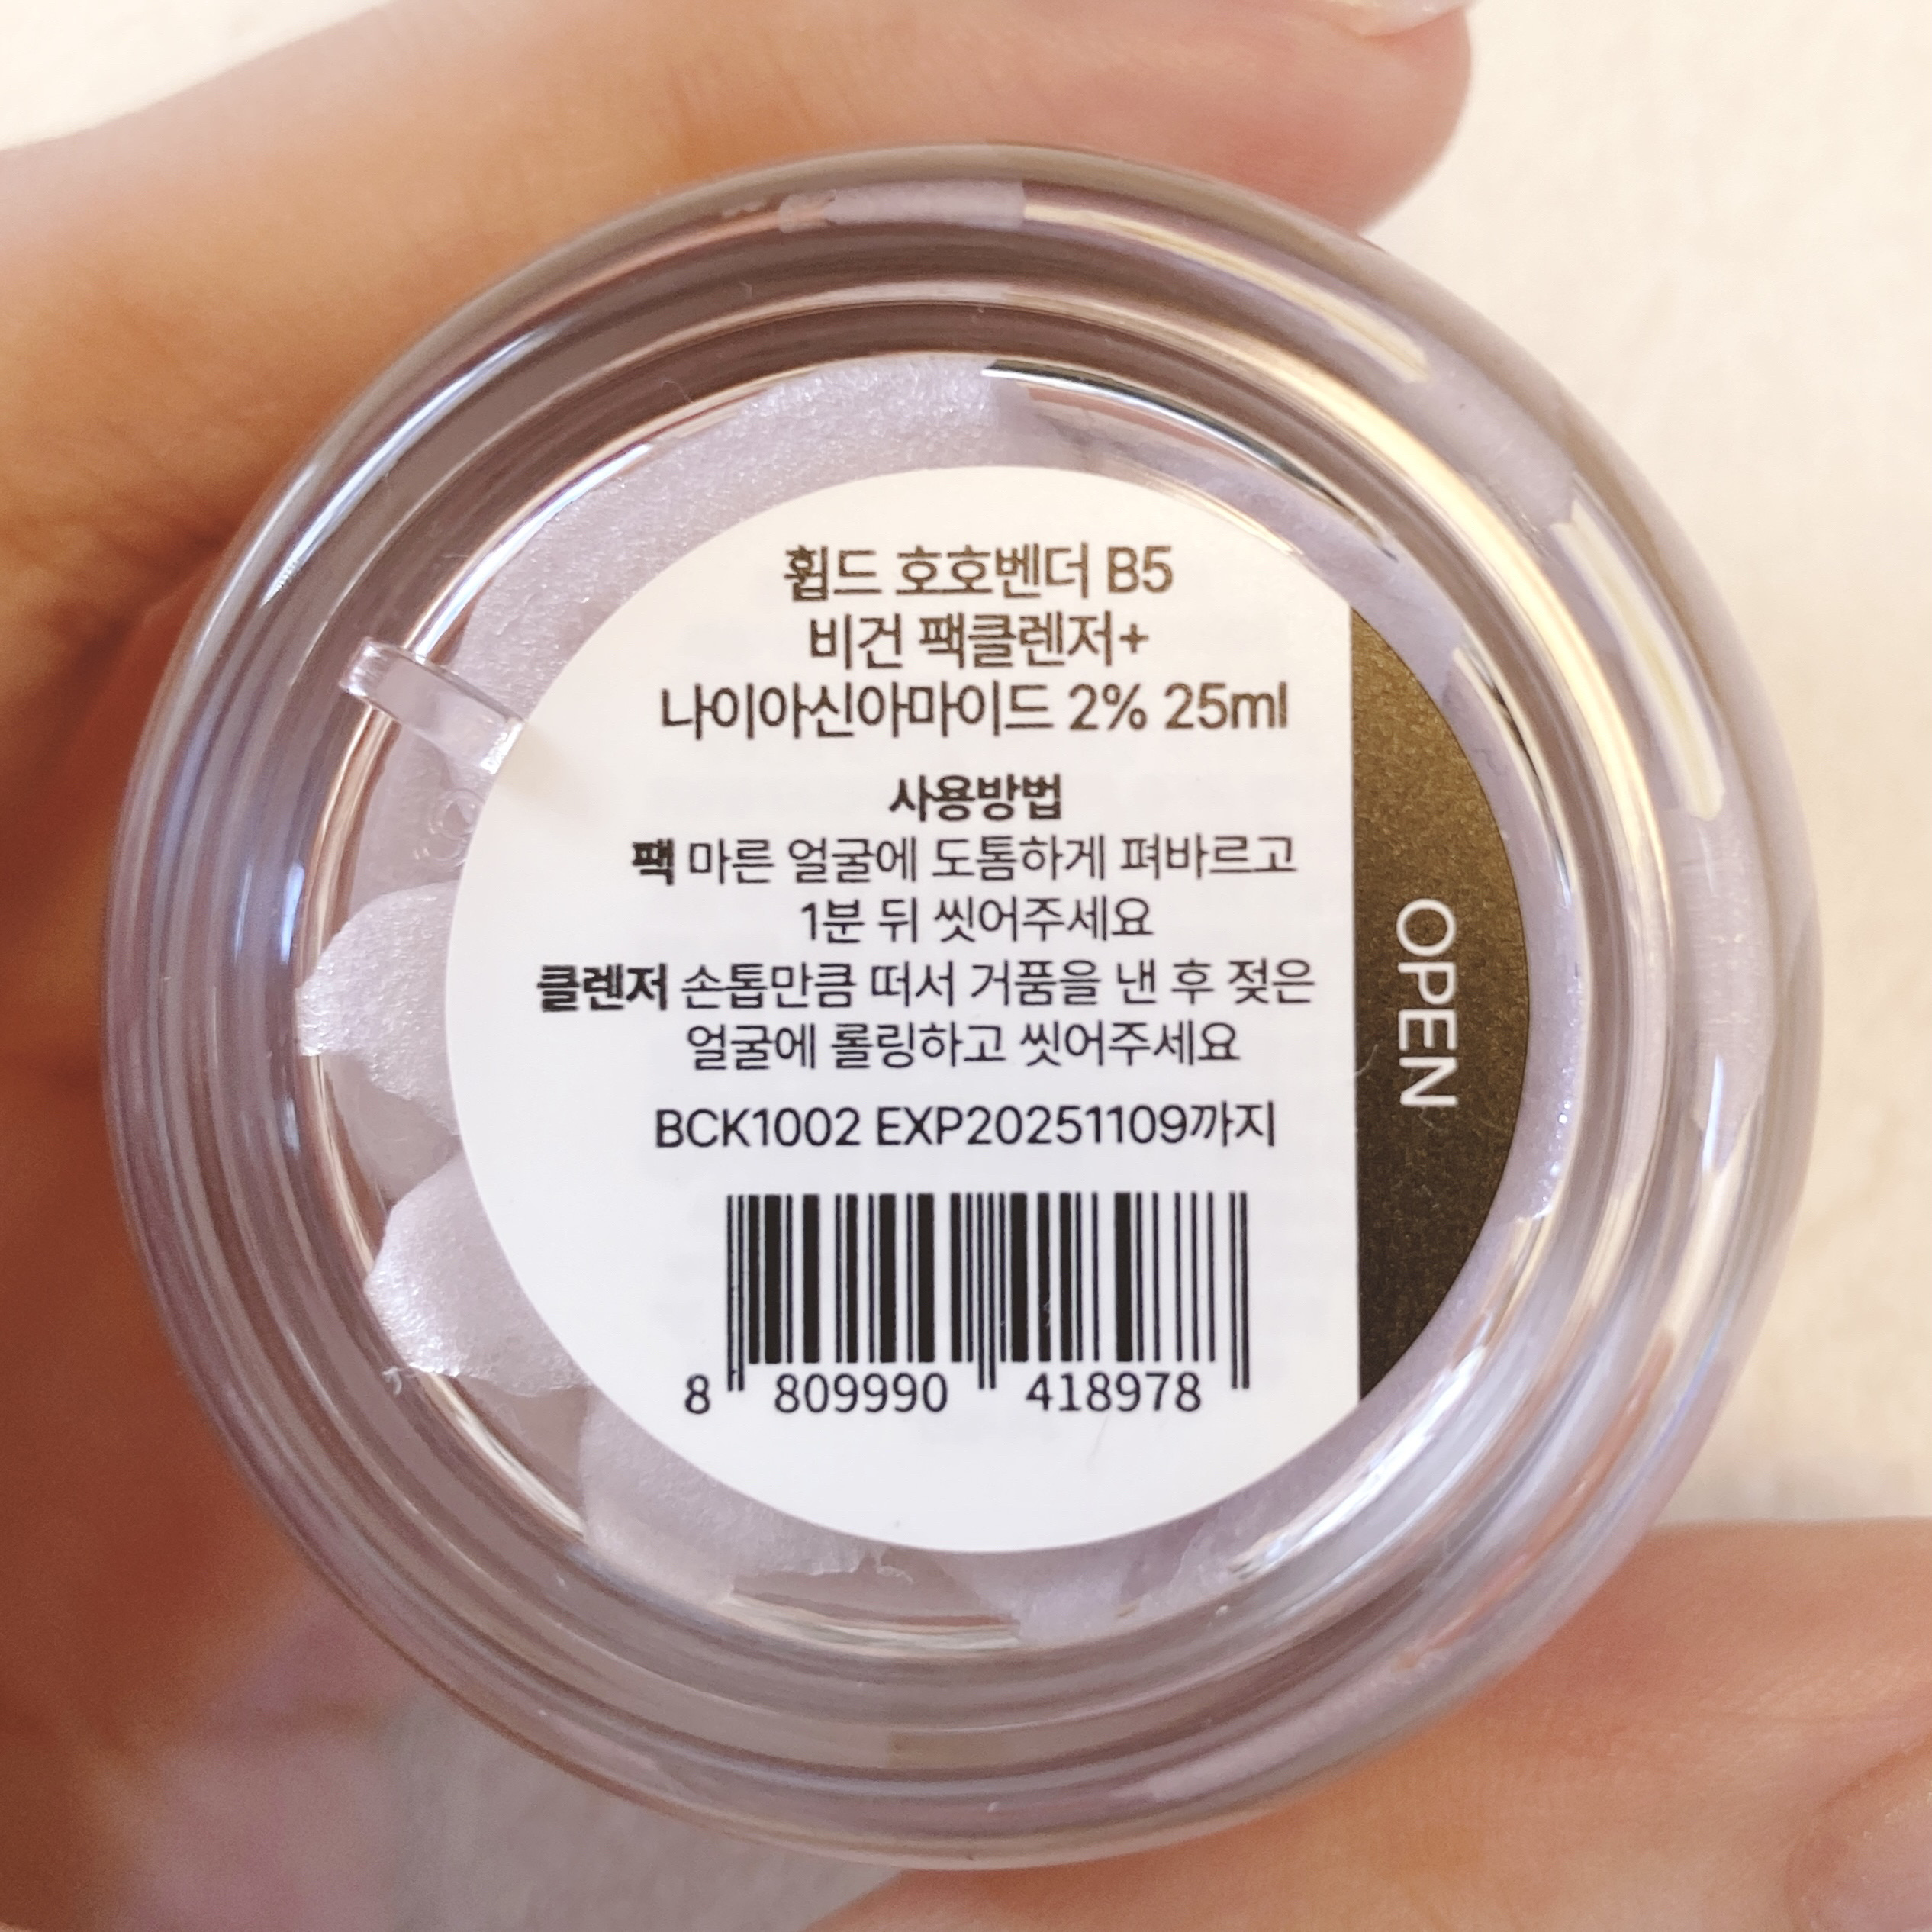 휩드 호호벤더 B5
비건 팩클렌저+
나이아신아마이드 2% 25ml
사용방법
팩 마른 얼굴에 도톰하게 펴바르고
1분 뒤 씻어주세요
클렌저 손톱만큼 떠서 거품을 낸 후 젖은
얼굴에 롤링하고 씻어주세요
BCK1002 EXP20251109까지
8 809990 418978
OPEN